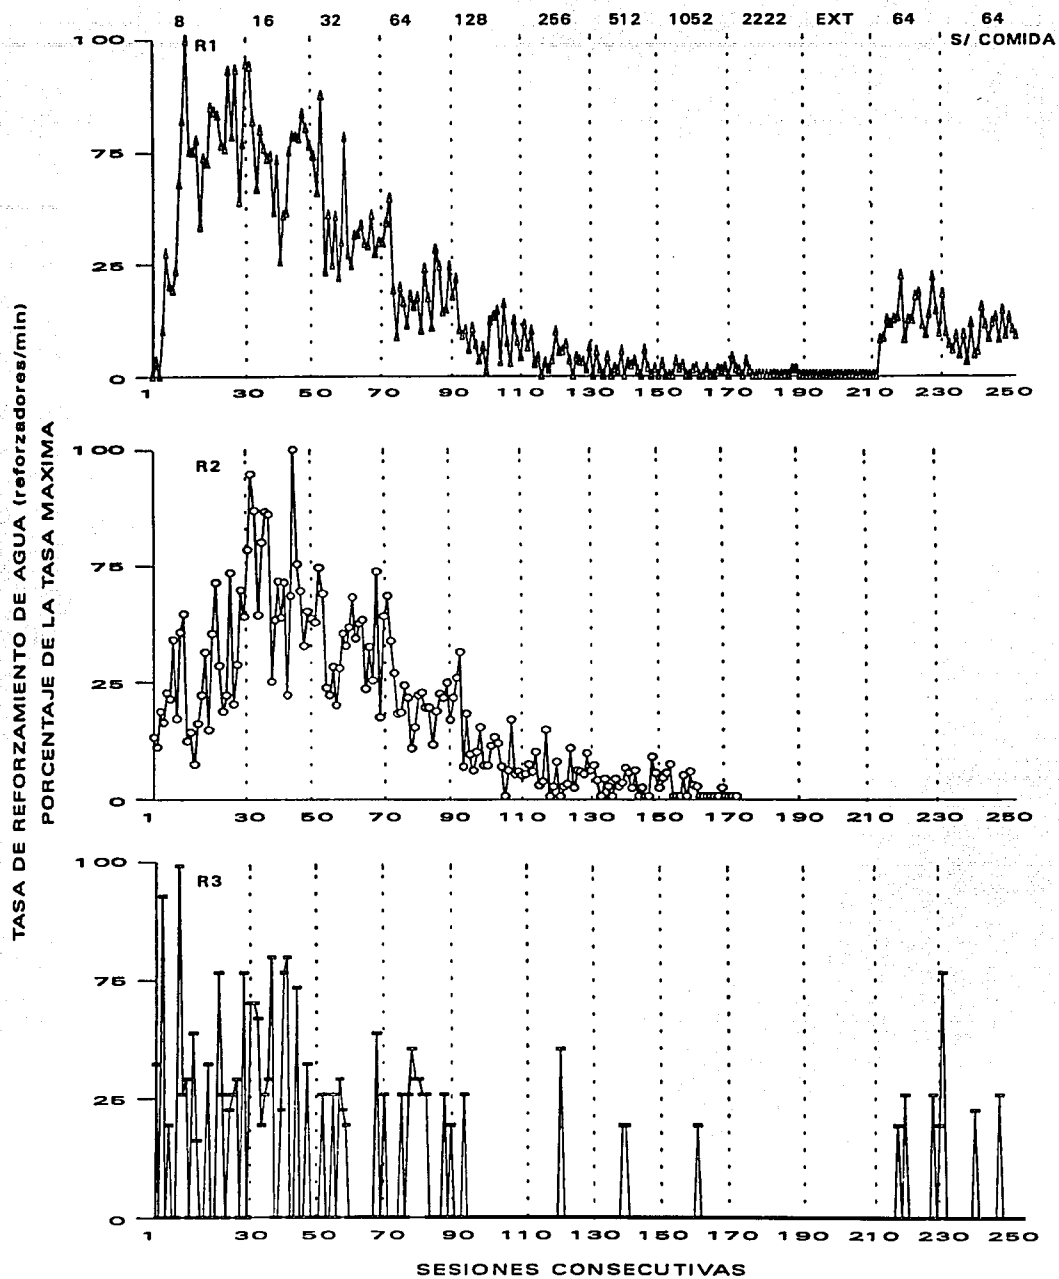 8 16 32 64 128 256 512 1052 2222 EXT 64 64
S/ COMIDA
TASA DE REFORZAMIENTO DE AGUA (reforzadores/min)
PORCENTAJE DE LA TASA MAXIMA
R1
100
75
25
0
1 30 50 70 90 110 130 150 170 190 210 230 250
R2
100
75
25
0
1 30 50 70 90 110 130 150 170 190 210 230 250
R3
100
75
25
0
1 30 50 70 90 110 130 150 170 190 210 230 250
SESIONES CONSECUTIVAS